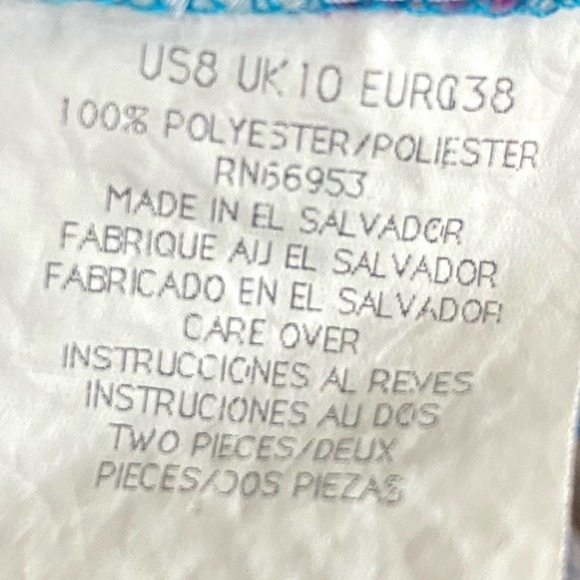 US8 UK10 EURO38
100% POLYESTER/POLIESTER
RN66953
MADE IN EL SALVADOR
FABRIQUE AU EL SALVADOR
FABRICADO EN EL SALVADOR
CARE OVER
INSTRUCCIONES AL REVES
INSTRUCIONES AU DOS
TWO PIECES/DEUX
PIECES/DOS PIEZAS